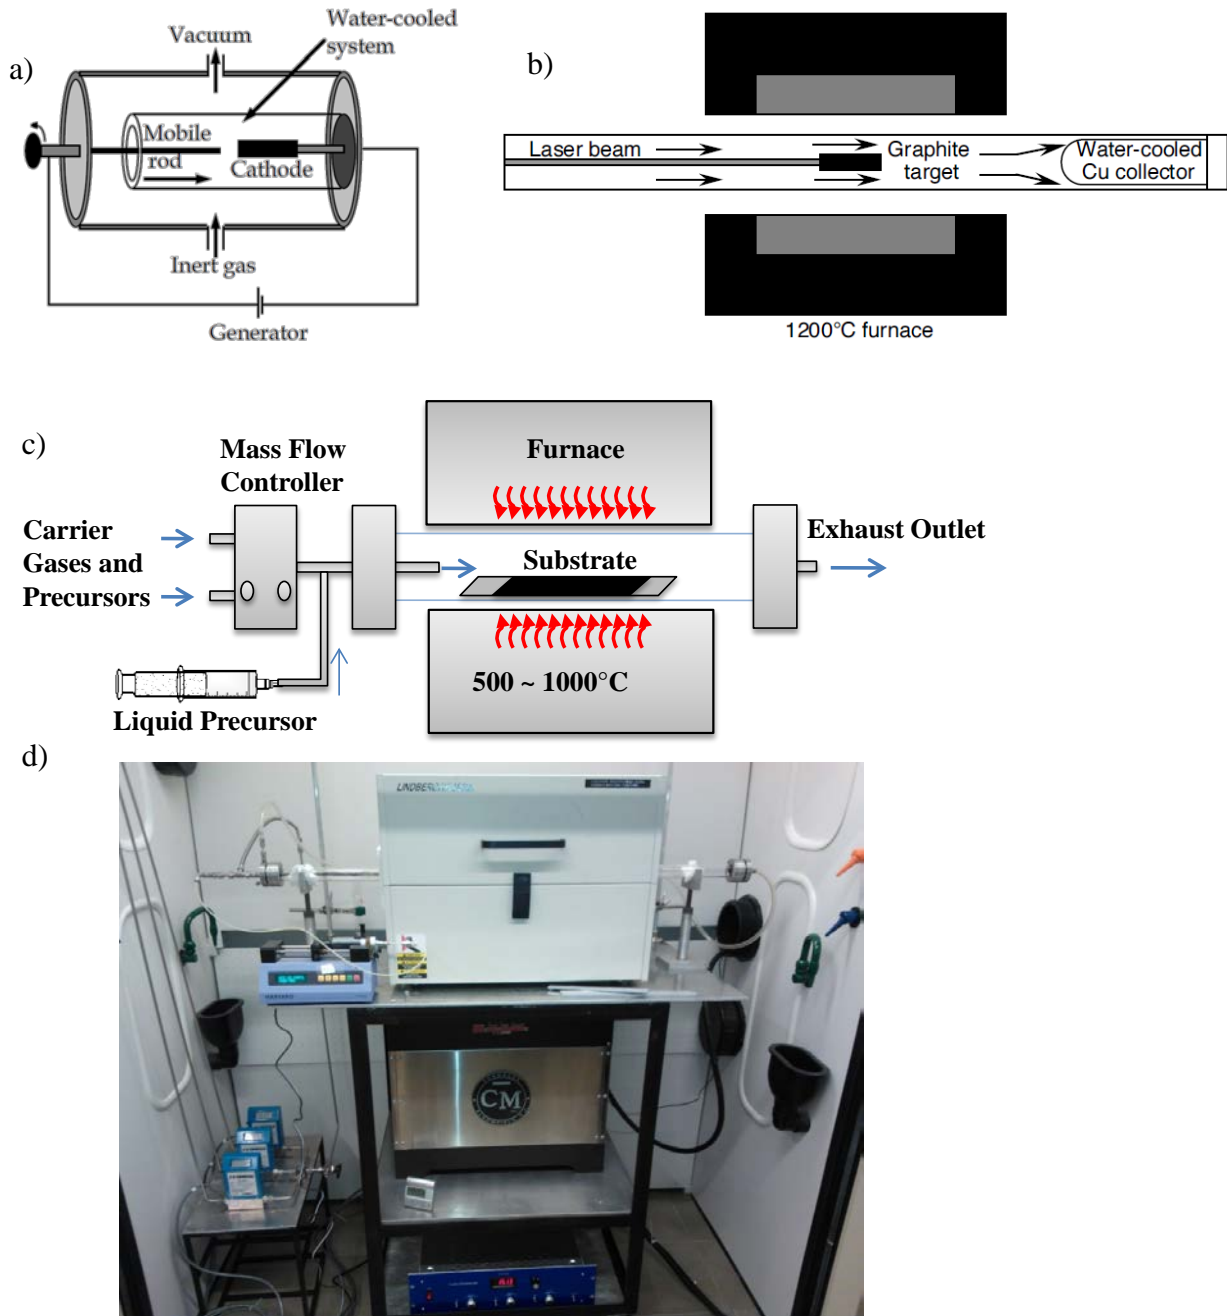 a)
Vacuum
Water-cooled
system
Mobile
rod
Cathode
Inert gas
Generator
b)
Laser beam
Graphite
target
Water-cooled
Cu collector
1200°C furnace
c)
Mass Flow
Controller
Furnace
Carrier
Gases and
Precursors
Substrate
Exhaust Outlet
500 ~ 1000°C
Liquid Precursor
d)
CM